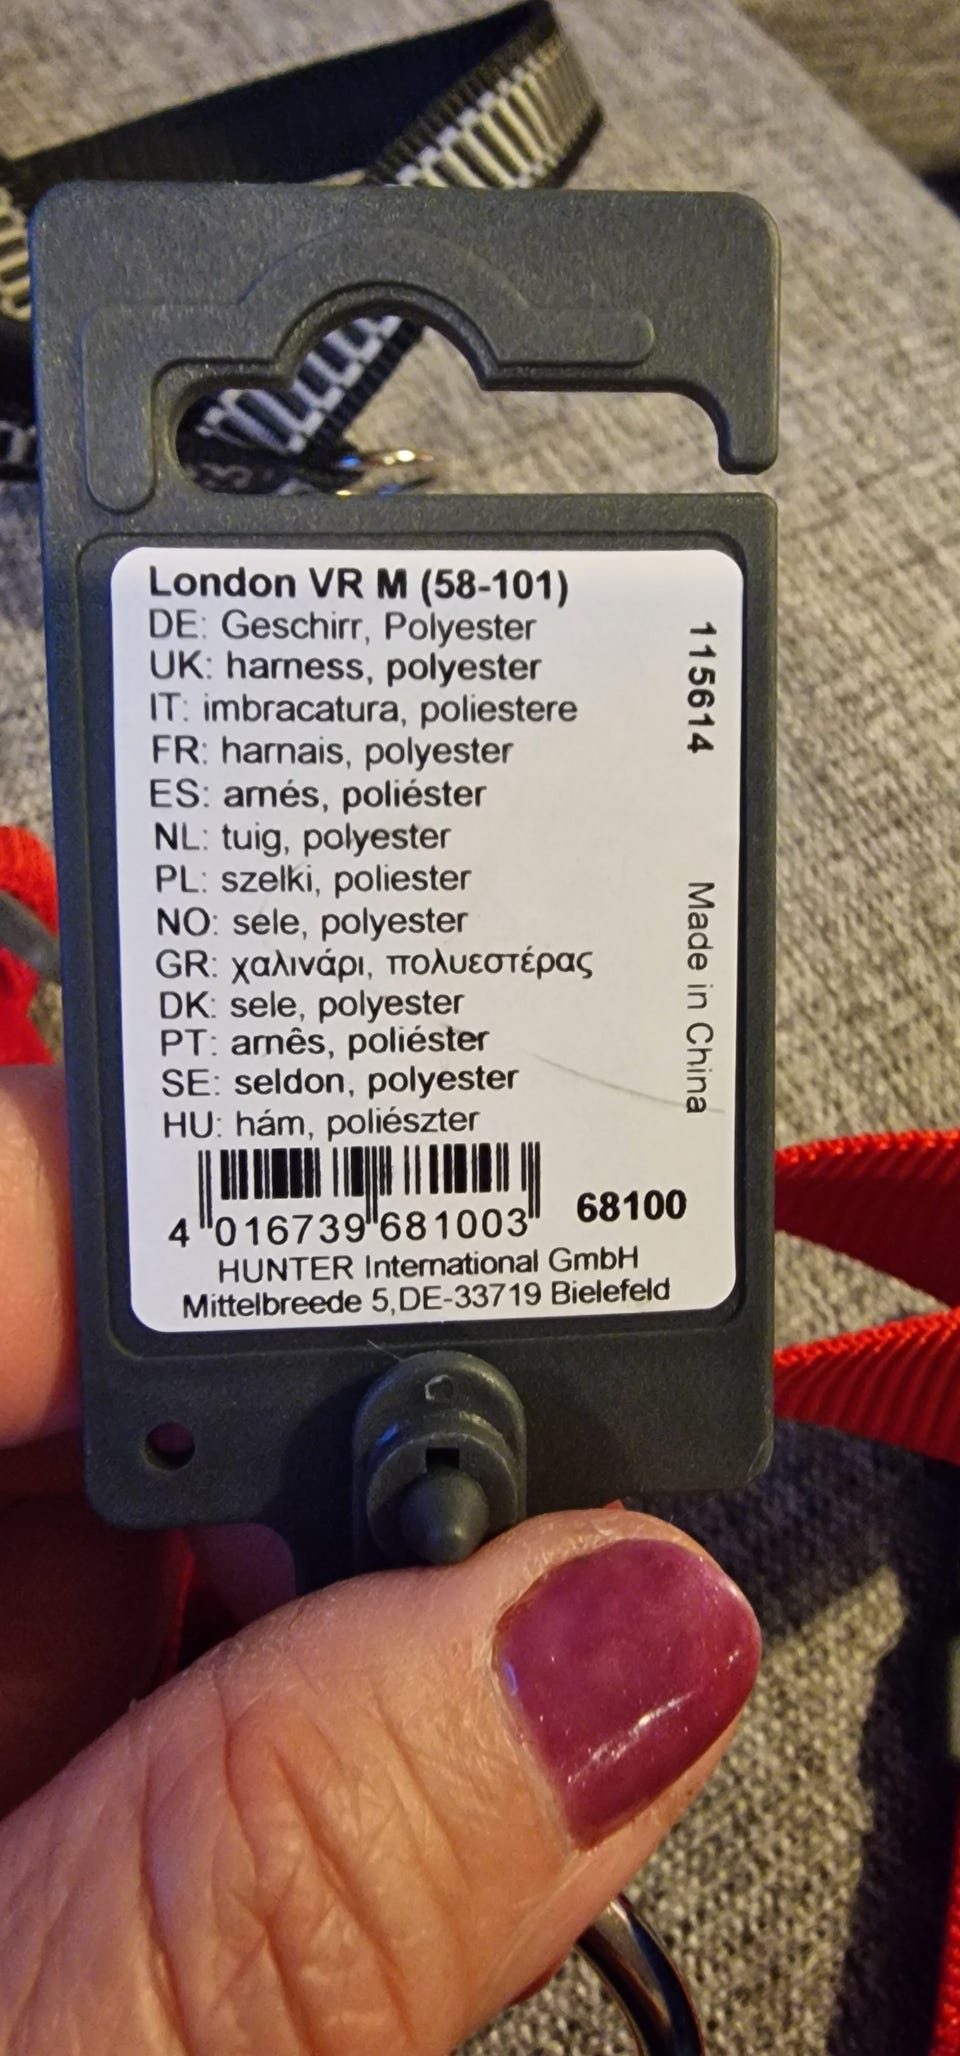 London VR M (58-101)
DE: Geschirr, Polyester
UK: harness, polyester
IT: imbracatura, poliestere
FR: harnais, polyester
ES: arnés, poliéster
NL: tuig, polyester
PL: szelki, poliester
NO: sele, polyester
GR: χαλινάρι, πολυεστέρας
DK: sele, polyester
PT: arnês, poliéster
SE: seldon, polyester
HU: hám, poliészter
4 016739 681003
68100
HUNTER International GmbH
Mittelbreede 5,DE-33719 Bielefeld
115614
Made in China